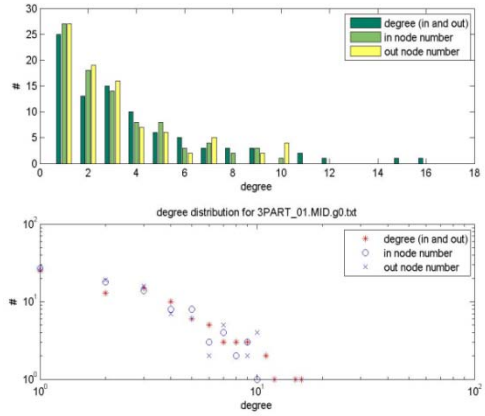 30
25
20
15
10
5
0
#
0 2 4 6 8 10 12 14 16 18
degree
degree (in and out)
in node number
out node number
degree distribution for 3PART_01.MID.g0.txt
10²
10¹
10⁰
#
10⁰ 10¹ 10²
degree
degree (in and out)
in node number
out node number